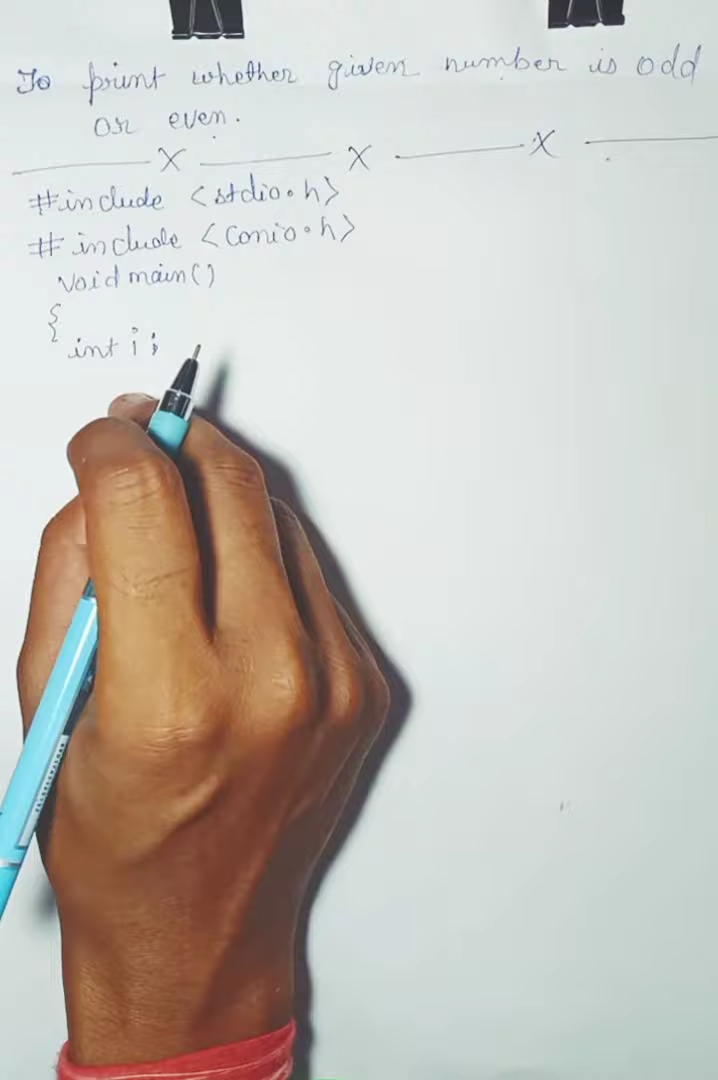 To print whether given number is odd
or even.
X X X
#include <stdio.h>
#include <conio.h>
void main()
{
int i;